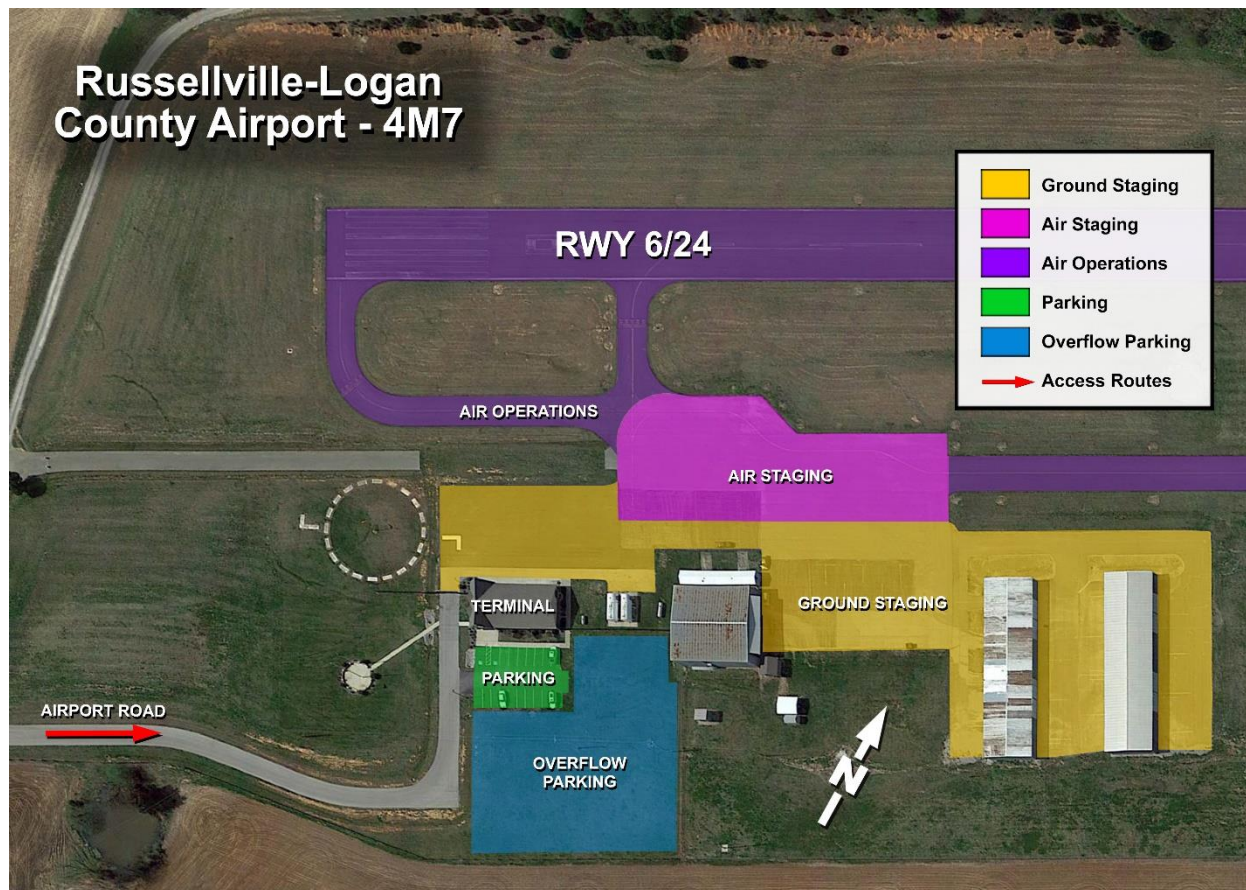 Russellville-Logan
County Airport - 4M7
Ground Staging
Air Staging
Air Operations
Parking
Overflow Parking
Access Routes
RWY 6/24
AIR OPERATIONS
AIR STAGING
TERMINAL
GROUND STAGING
PARKING
AIRPORT ROAD
OVERFLOW
PARKING
N